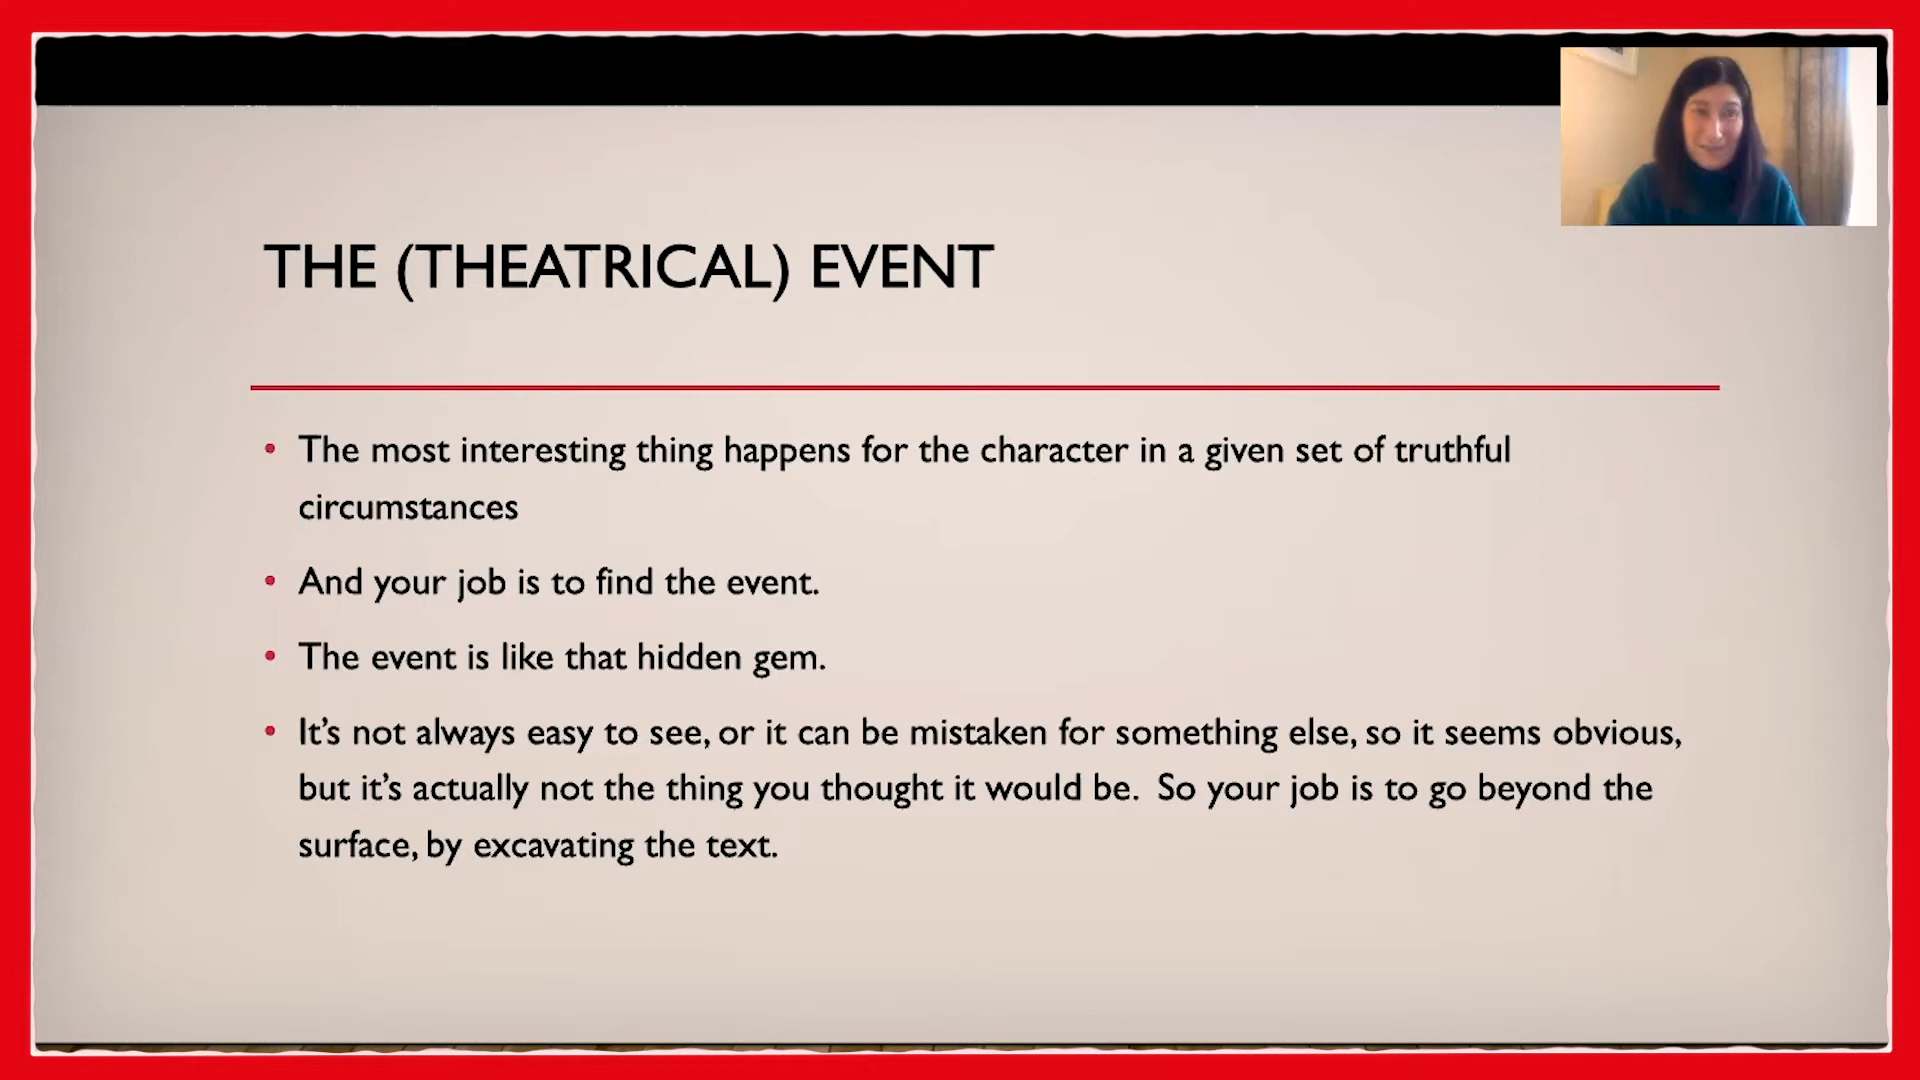 THE (THEATRICAL) EVENT
• The most interesting thing happens for the character in a given set of truthful
circumstances
• And your job is to find the event.
• The event is like that hidden gem.
• It’s not always easy to see, or it can be mistaken for something else, so it seems obvious,
but it’s actually not the thing you thought it would be.  So your job is to go beyond the
surface, by excavating the text.